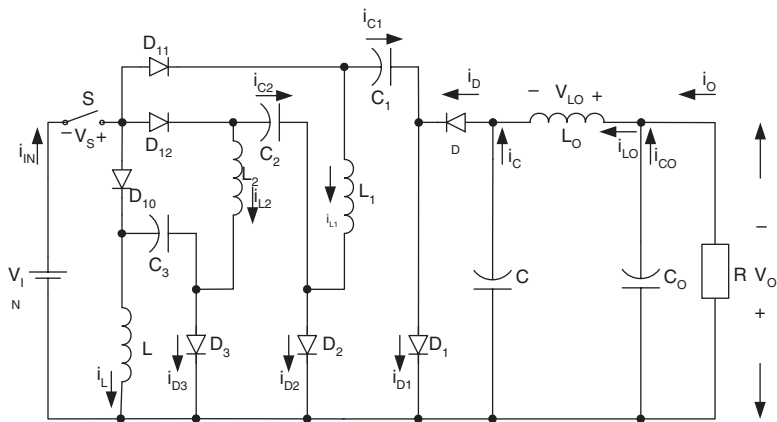 i_C1
D_11
C_1
i_D
− V_LO +
i_O
i_C2
S
−V_S+
i_IN
D_12
C_2
D
L_O
i_LO
i_C
i_CO
L_2
L_1
i_L2
i_L1
D_10
C_3
V_I
N
C
C_O
R
−
V_O
+
L
D_3
D_2
D_1
i_L
i_D3
i_D2
i_D1